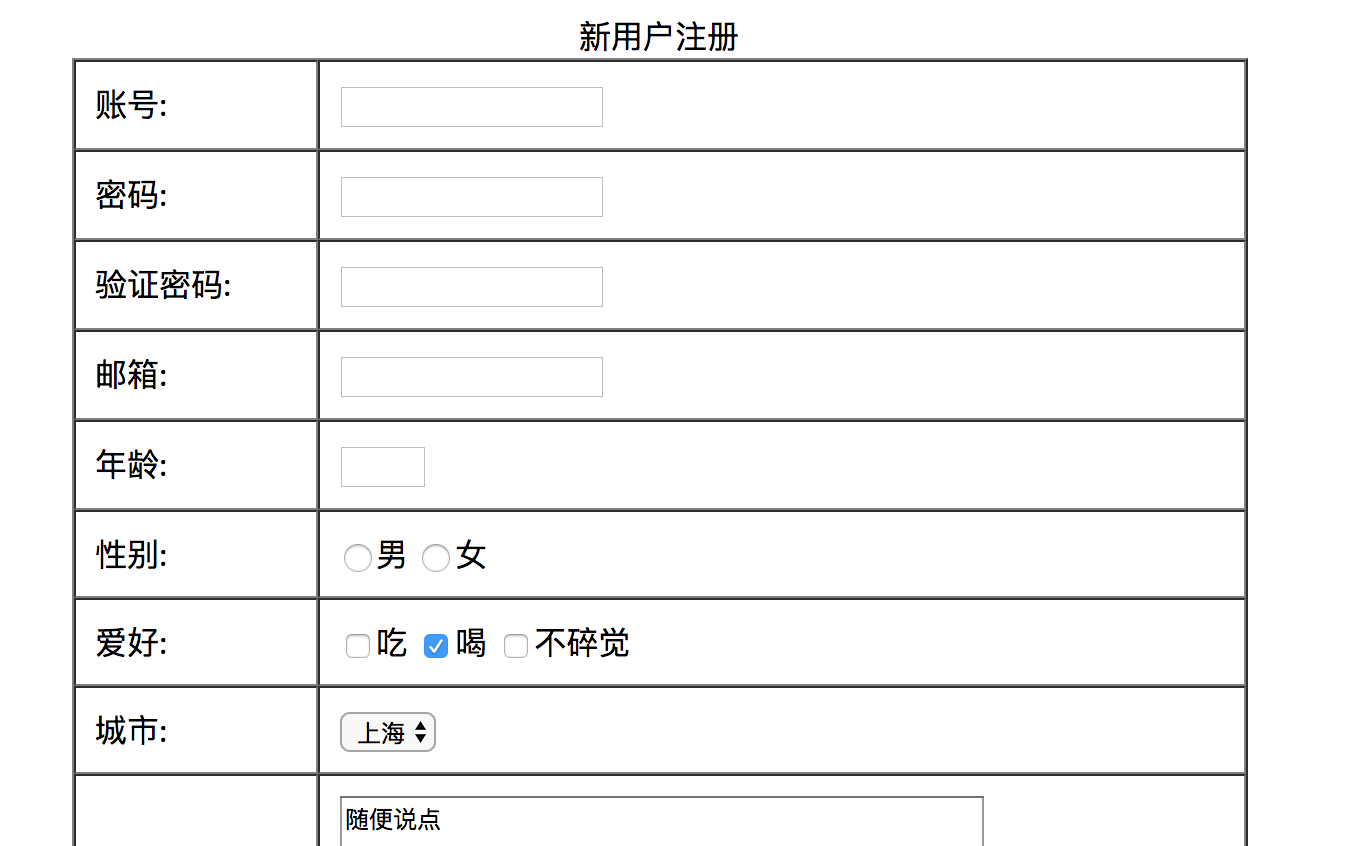 新用户注册
账号:
密码:
验证密码:
邮箱:
年龄:
性别: 男 女
爱好: 吃 喝 不碎觉
城市: 上海
随便说点